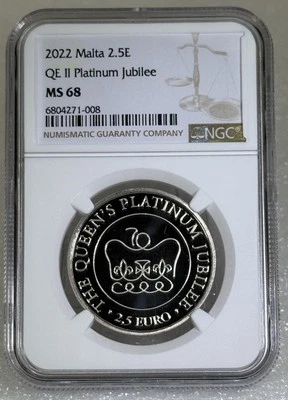 2022 Malta 2.5E
QE II Platinum Jubilee
MS 68
6804271-008
NUMISMATIC GUARANTY COMPANY
NGC
70
THE QUEEN'S PLATINUM JUBILEE
• 2,5 EURO •